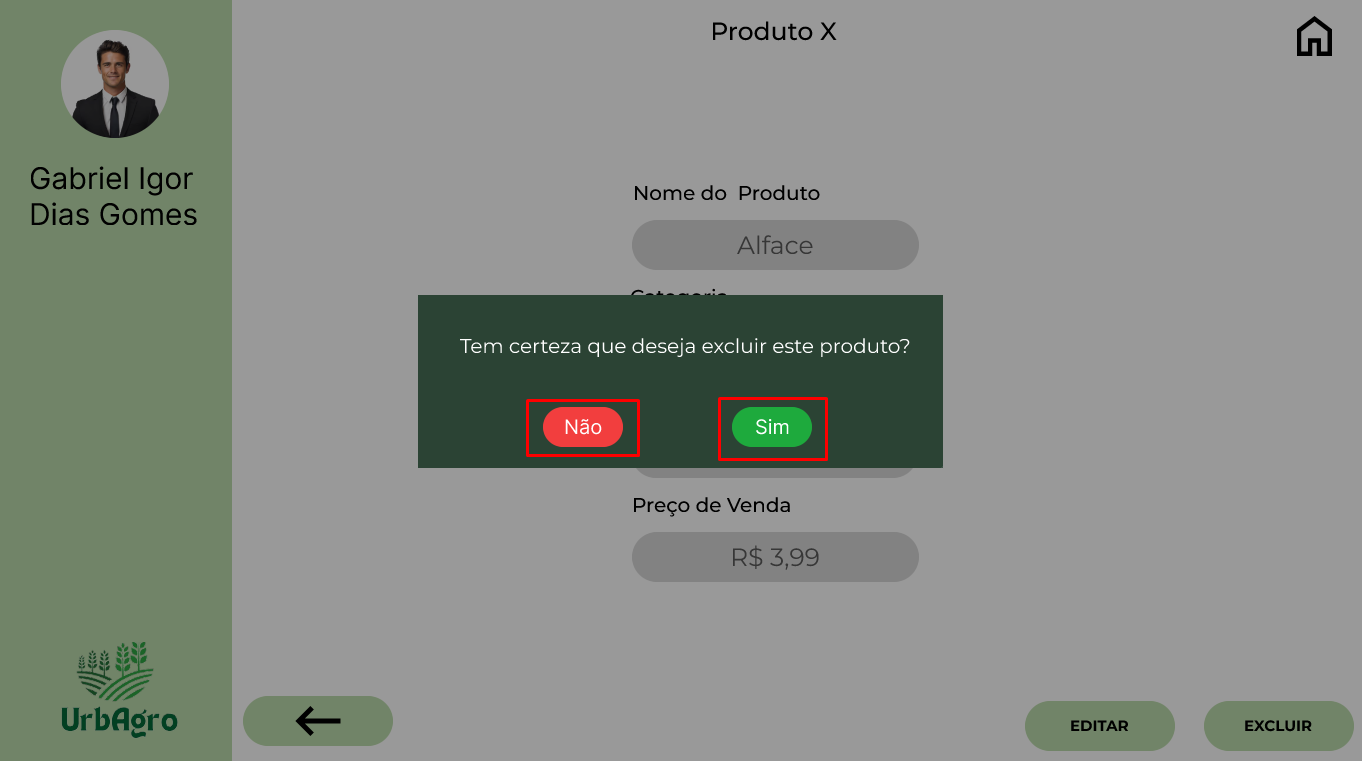 Produto X
Gabriel Igor
Dias Gomes
Nome do Produto
Alface
Categoria
Tem certeza que deseja excluir este produto?
Não
Sim
Preço de Venda
R$ 3,99
UrbAgro
EDITAR
EXCLUIR